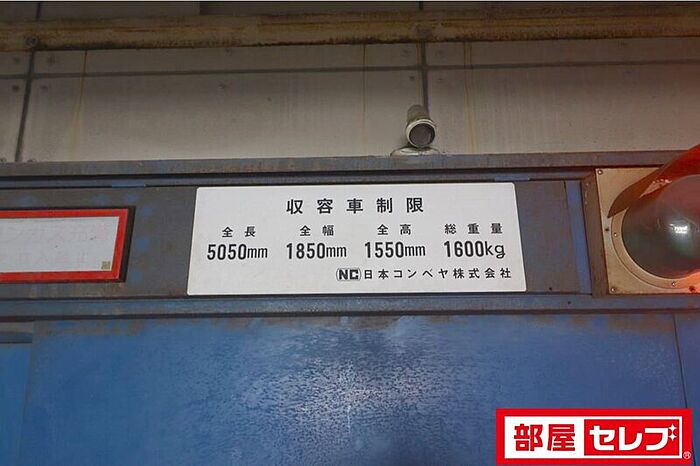 収容車制限
全長 全幅 全高 総重量
5050mm 1850mm 1550mm 1600kg
NC 日本コンベヤ株式会社
部屋セレブ®